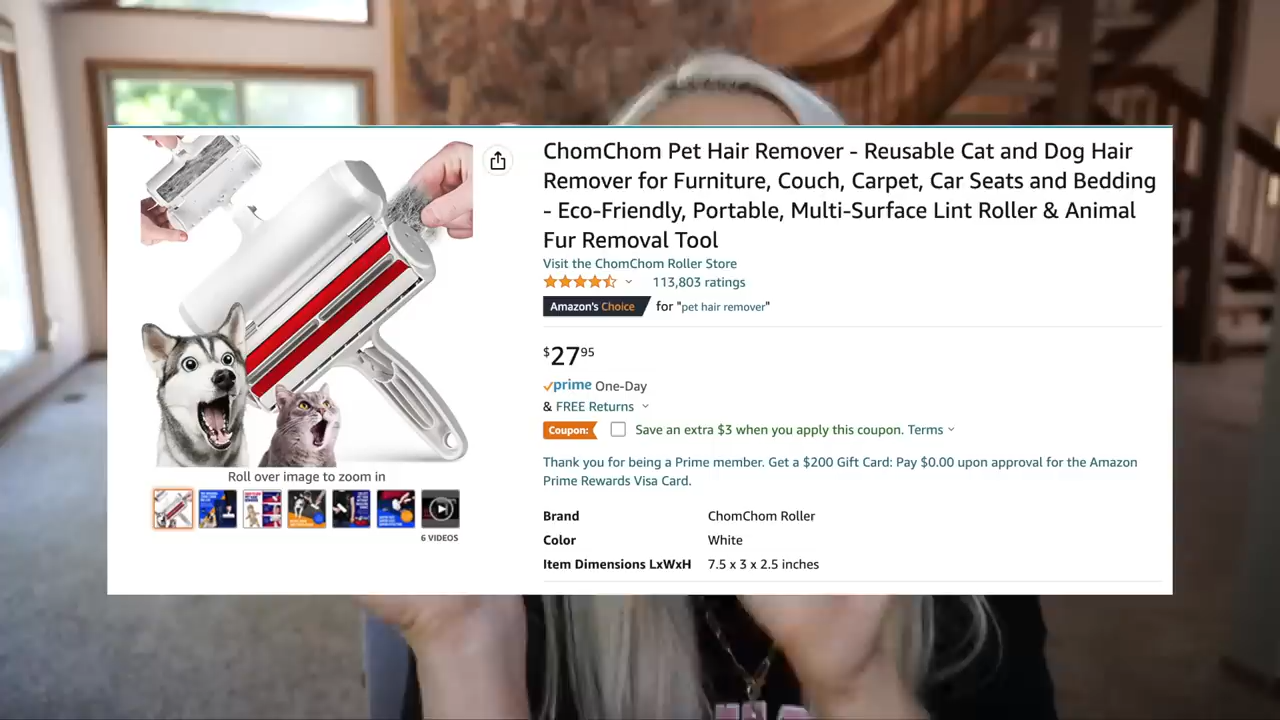 ChomChom Pet Hair Remover - Reusable Cat and Dog Hair
Remover for Furniture, Couch, Carpet, Car Seats and Bedding
- Eco-Friendly, Portable, Multi-Surface Lint Roller & Animal
Fur Removal Tool
Visit the ChomChom Roller Store
113,803 ratings
Amazon's Choice for "pet hair remover"
$27 95
prime One-Day
& FREE Returns
Coupon: Save an extra $3 when you apply this coupon. Terms
Thank you for being a Prime member. Get a $200 Gift Card: Pay $0.00 upon approval for the Amazon
Prime Rewards Visa Card.
Brand ChomChom Roller
Color White
Item Dimensions LxWxH 7.5 x 3 x 2.5 inches
Roll over image to zoom in
6 VIDEOS